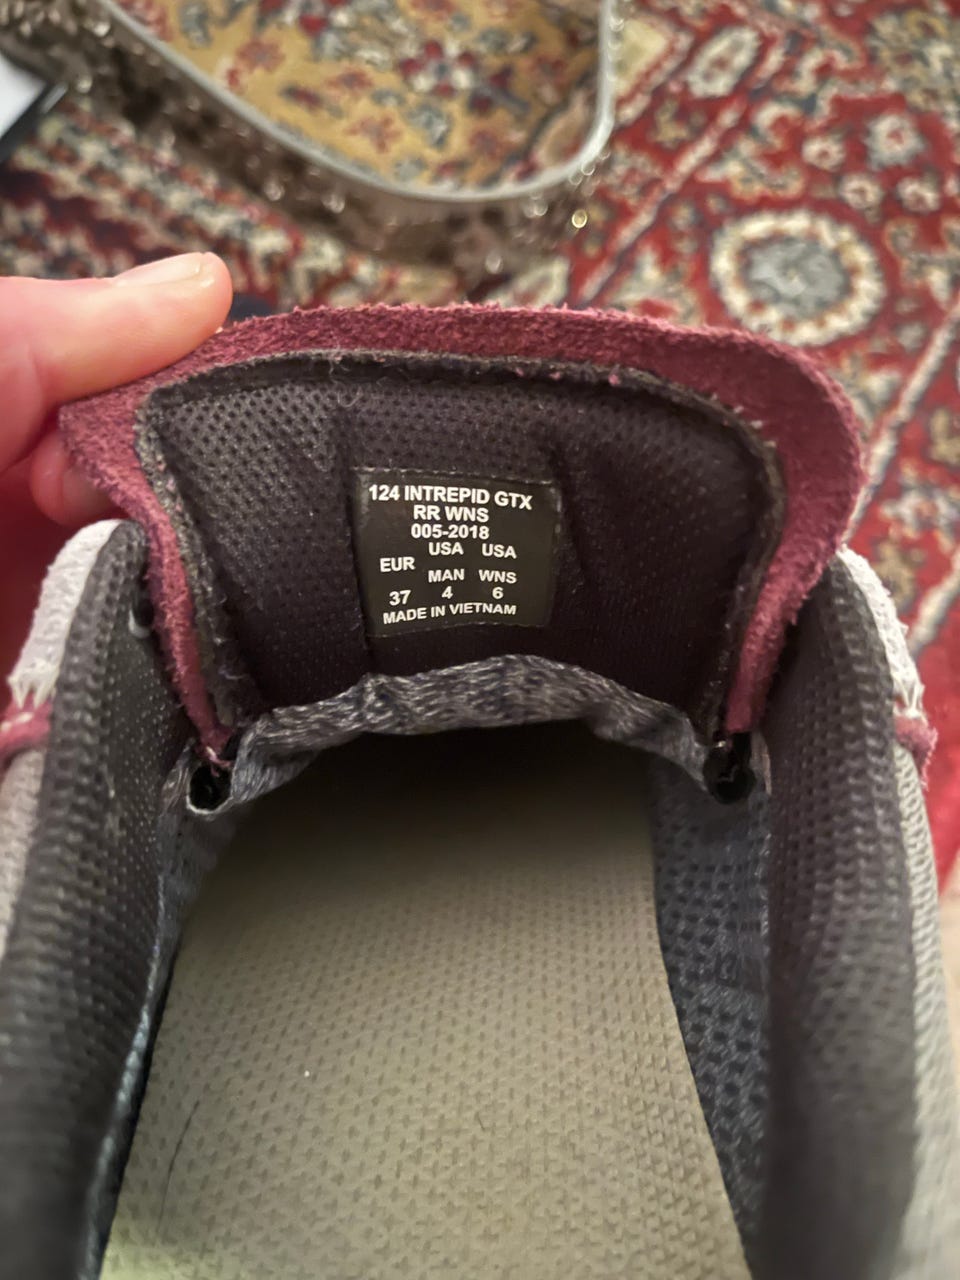 124 INTREPID GTX
RR WNS
005-2018
USA USA
EUR
MAN WNS
37 4 6
MADE IN VIETNAM